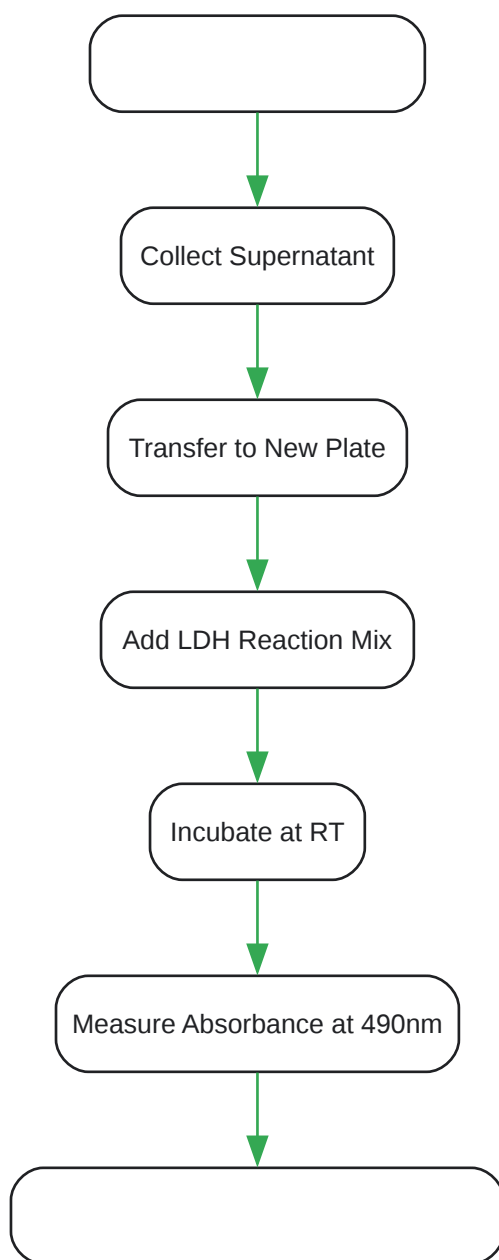 Collect Supernatant
Transfer to New Plate
Add LDH Reaction Mix
Incubate at RT
Measure Absorbance at 490nm